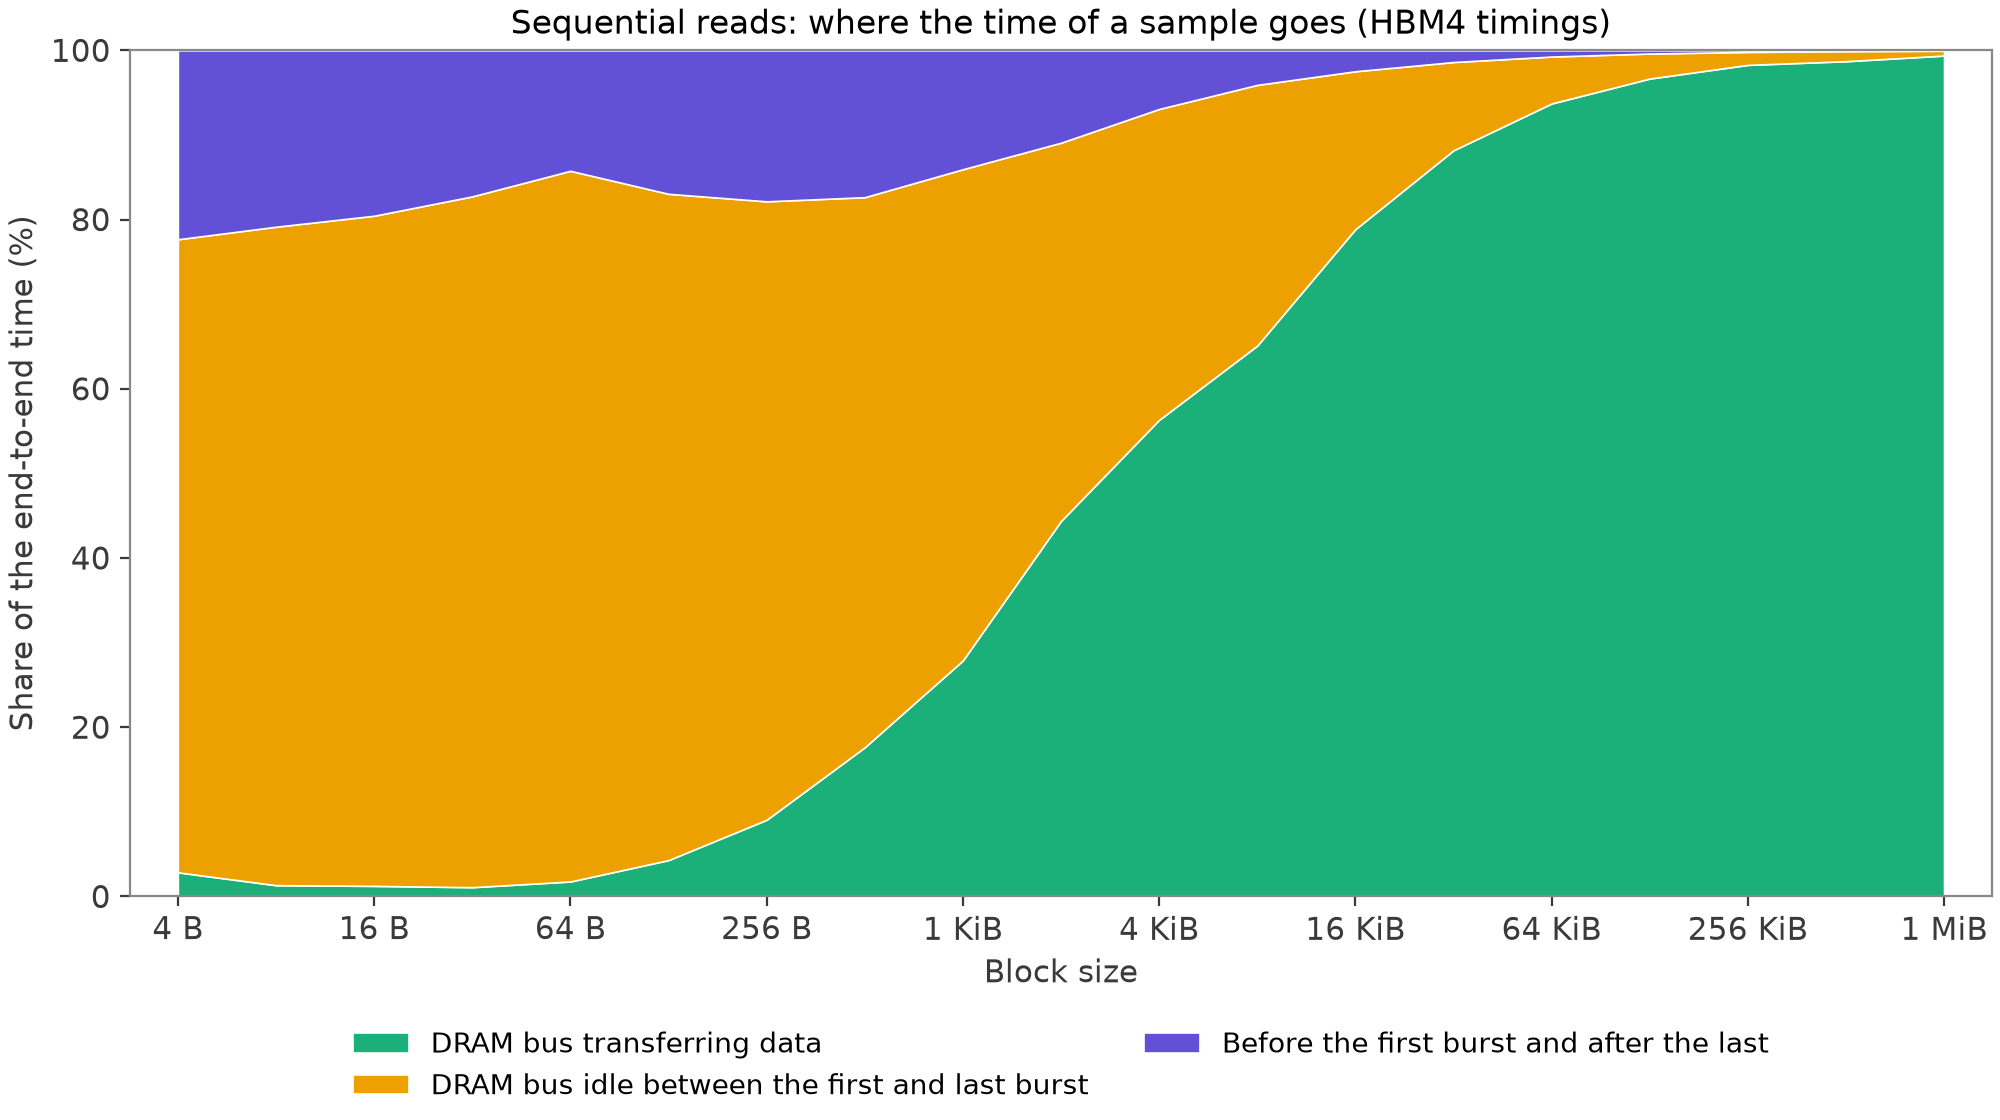 Sequential reads: where the time of a sample goes (HBM4 timings)
Share of the end-to-end time (%)
100
80
60
40
20
0
4 B
16 B
64 B
256 B
1 KiB
4 KiB
16 KiB
64 KiB
256 KiB
1 MiB
Block size
DRAM bus transferring data
DRAM bus idle between the first and last burst
Before the first burst and after the last